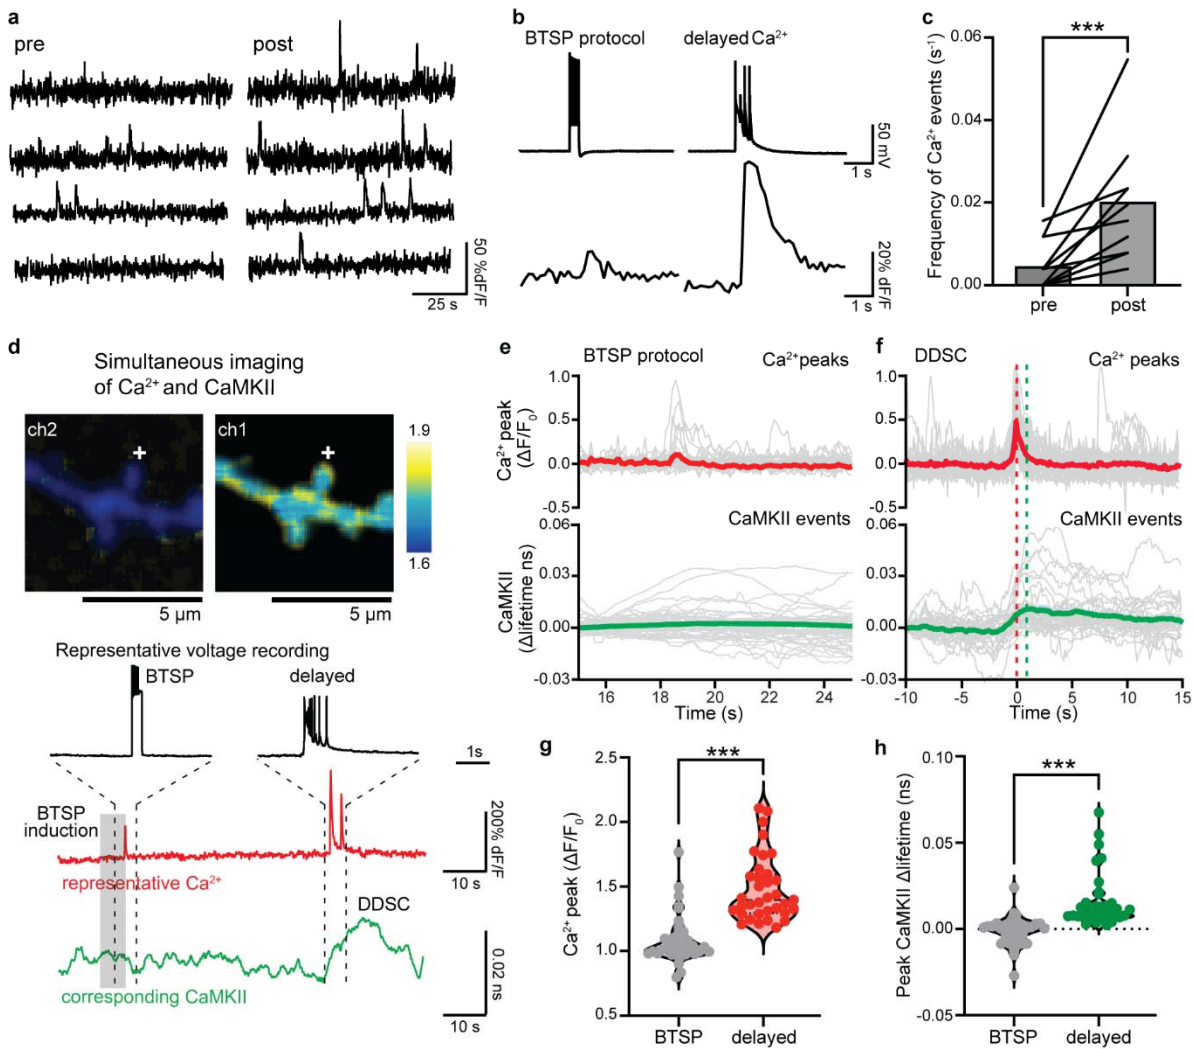 a
pre
post
50 %dF/F
25 s
b
BTSP protocol
delayed Ca²⁺
50 mV
1 s
20% dF/F
1 s
c
***
Frequency of Ca²⁺ events (s⁻¹)
0.06
0.04
0.02
0.00
pre
post
d
Simultaneous imaging
of Ca²⁺ and CaMKII
ch2
ch1
1.9
1.6
5 µm
5 µm
Representative voltage recording
BTSP
delayed
1s
BTSP
induction
representative Ca²⁺
200% dF/F
10 s
DDSC
corresponding CaMKII
0.02 ns
10 s
e
BTSP protocol
Ca²⁺peaks
Ca²⁺ peak
(ΔF/F₀)
1.0
0.5
0.0
-0.5
CaMKII events
CaMKII
(Δlifetime ns)
0.06
0.03
0.00
-0.03
16
18
20
22
24
Time (s)
f
DDSC
Ca²⁺ peaks
1.0
0.5
0.0
-0.5
CaMKII events
0.06
0.03
0.00
-0.03
-10
-5
0
5
10
15
Time (s)
g
***
Ca²⁺ peak (ΔF/F₀)
2.5
2.0
1.5
1.0
0.5
BTSP
delayed
h
***
Peak CaMKII Δlifetime (ns)
0.10
0.05
0.00
-0.05
BTSP
delayed